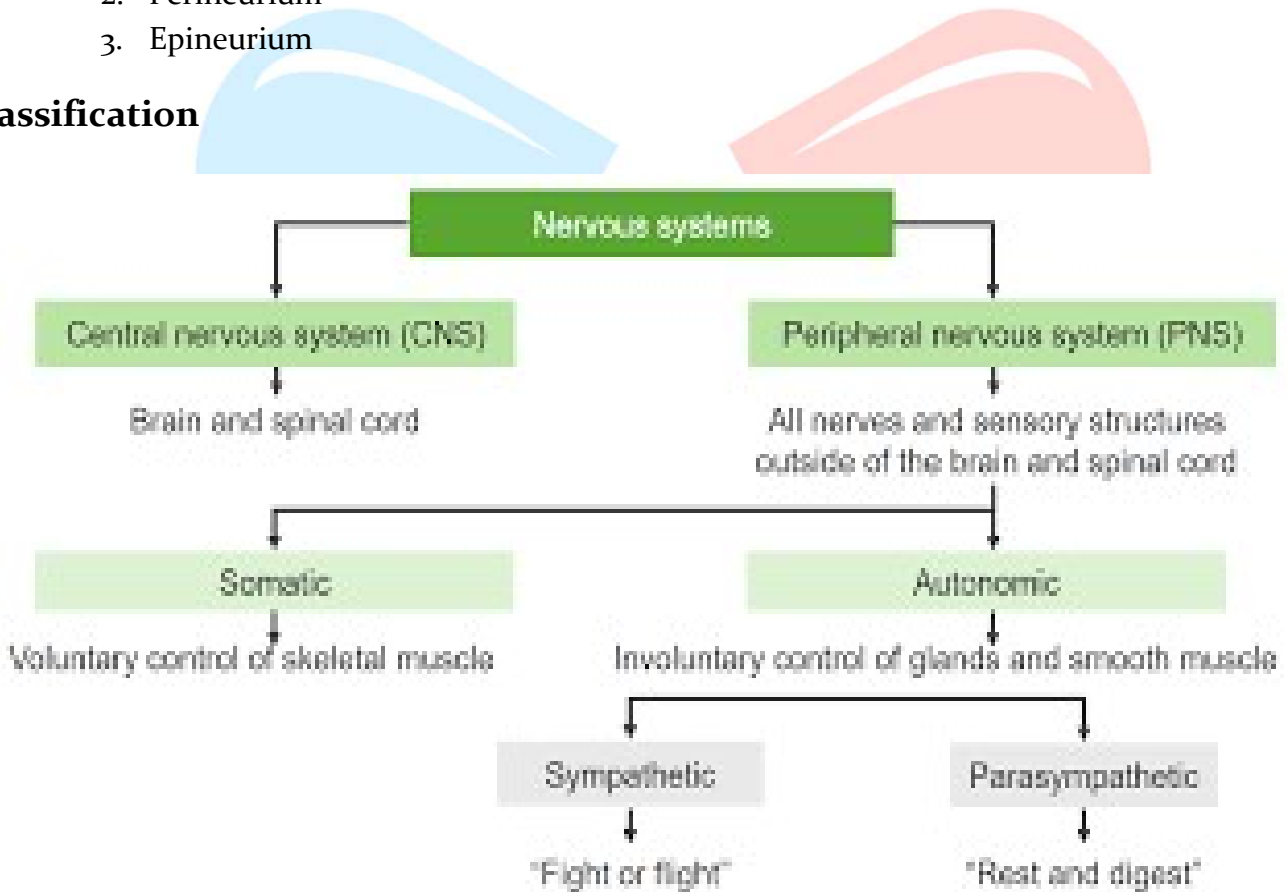 2. Perineurium
3. Epineurium
assification
Nervous systems
Central nervous system (CNS)
Peripheral nervous system (PNS)
Brain and spinal cord
All nerves and sensory structures
outside of the brain and spinal cord
Somatic
Autonomic
Voluntary control of skeletal muscle
Involuntary control of glands and smooth muscle
Sympathetic
Parasympathetic
"Fight or flight"
"Rest and digest"